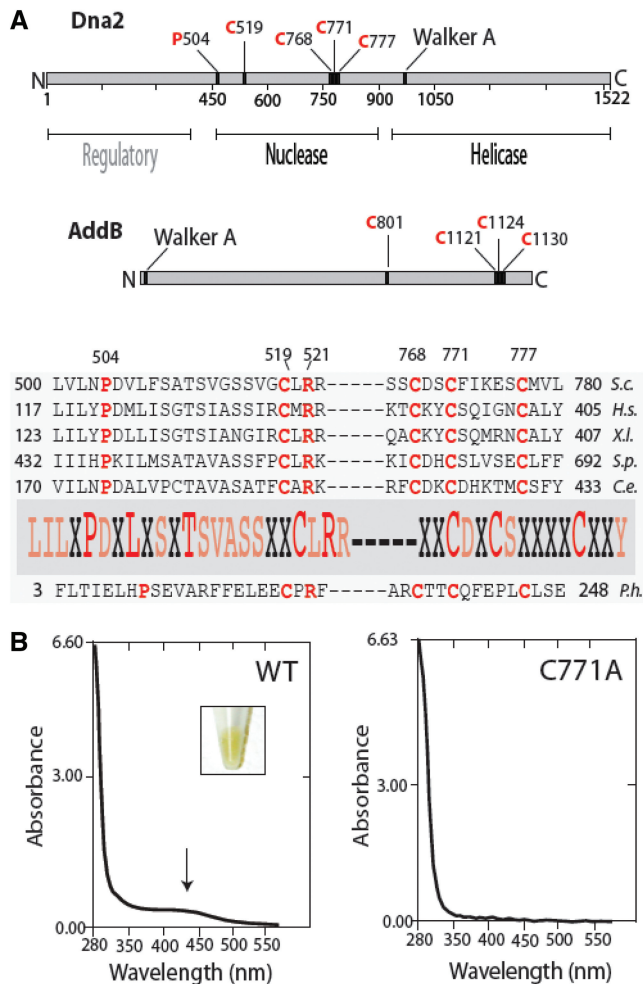 A
Dna2
P504
C519
C768
C771
C777
Walker A
N
C
1
450
600
750
900
1050
1522
Regulatory
Nuclease
Helicase
AddB
Walker A
C801
C1121
C1124
C1130
N
C
504 519 521 768 771 777
500 LVLNPDVLFSATSVGSSVGCLRR-----SSCDSCFIKESCMVL 780 S.c.
117 LILYPDMLISGTSIASSIRCMRR-----KTCKYCSQIGNCALY 405 H.s.
123 LILYPDLLISGTSIANGIRCLRR-----QACKYCSQMRNCALY 407 X.l.
432 IIIHPKILMSATAVASSFPCLRK-----KICDHCSLVSECLFF 692 S.p.
170 VILNPDALVPCTAVASATFCARK-----RFCDKCDHKTMCSFY 433 C.e.
LILXPDXLXSXTSVASSXXCLRR-----XXCDXCSXXXXCXXY
3 FLTIELHPSEVARFFELEECPRF-----ARCTTCQFEPLCLSE 248 P.h.
B
6.60
3.00
0.00
WT
Absorbance
280 350 400 450 500 550
Wavelength (nm)
6.63
3.00
0.00
C771A
Absorbance
280 350 400 450 500 550
Wavelength (nm)